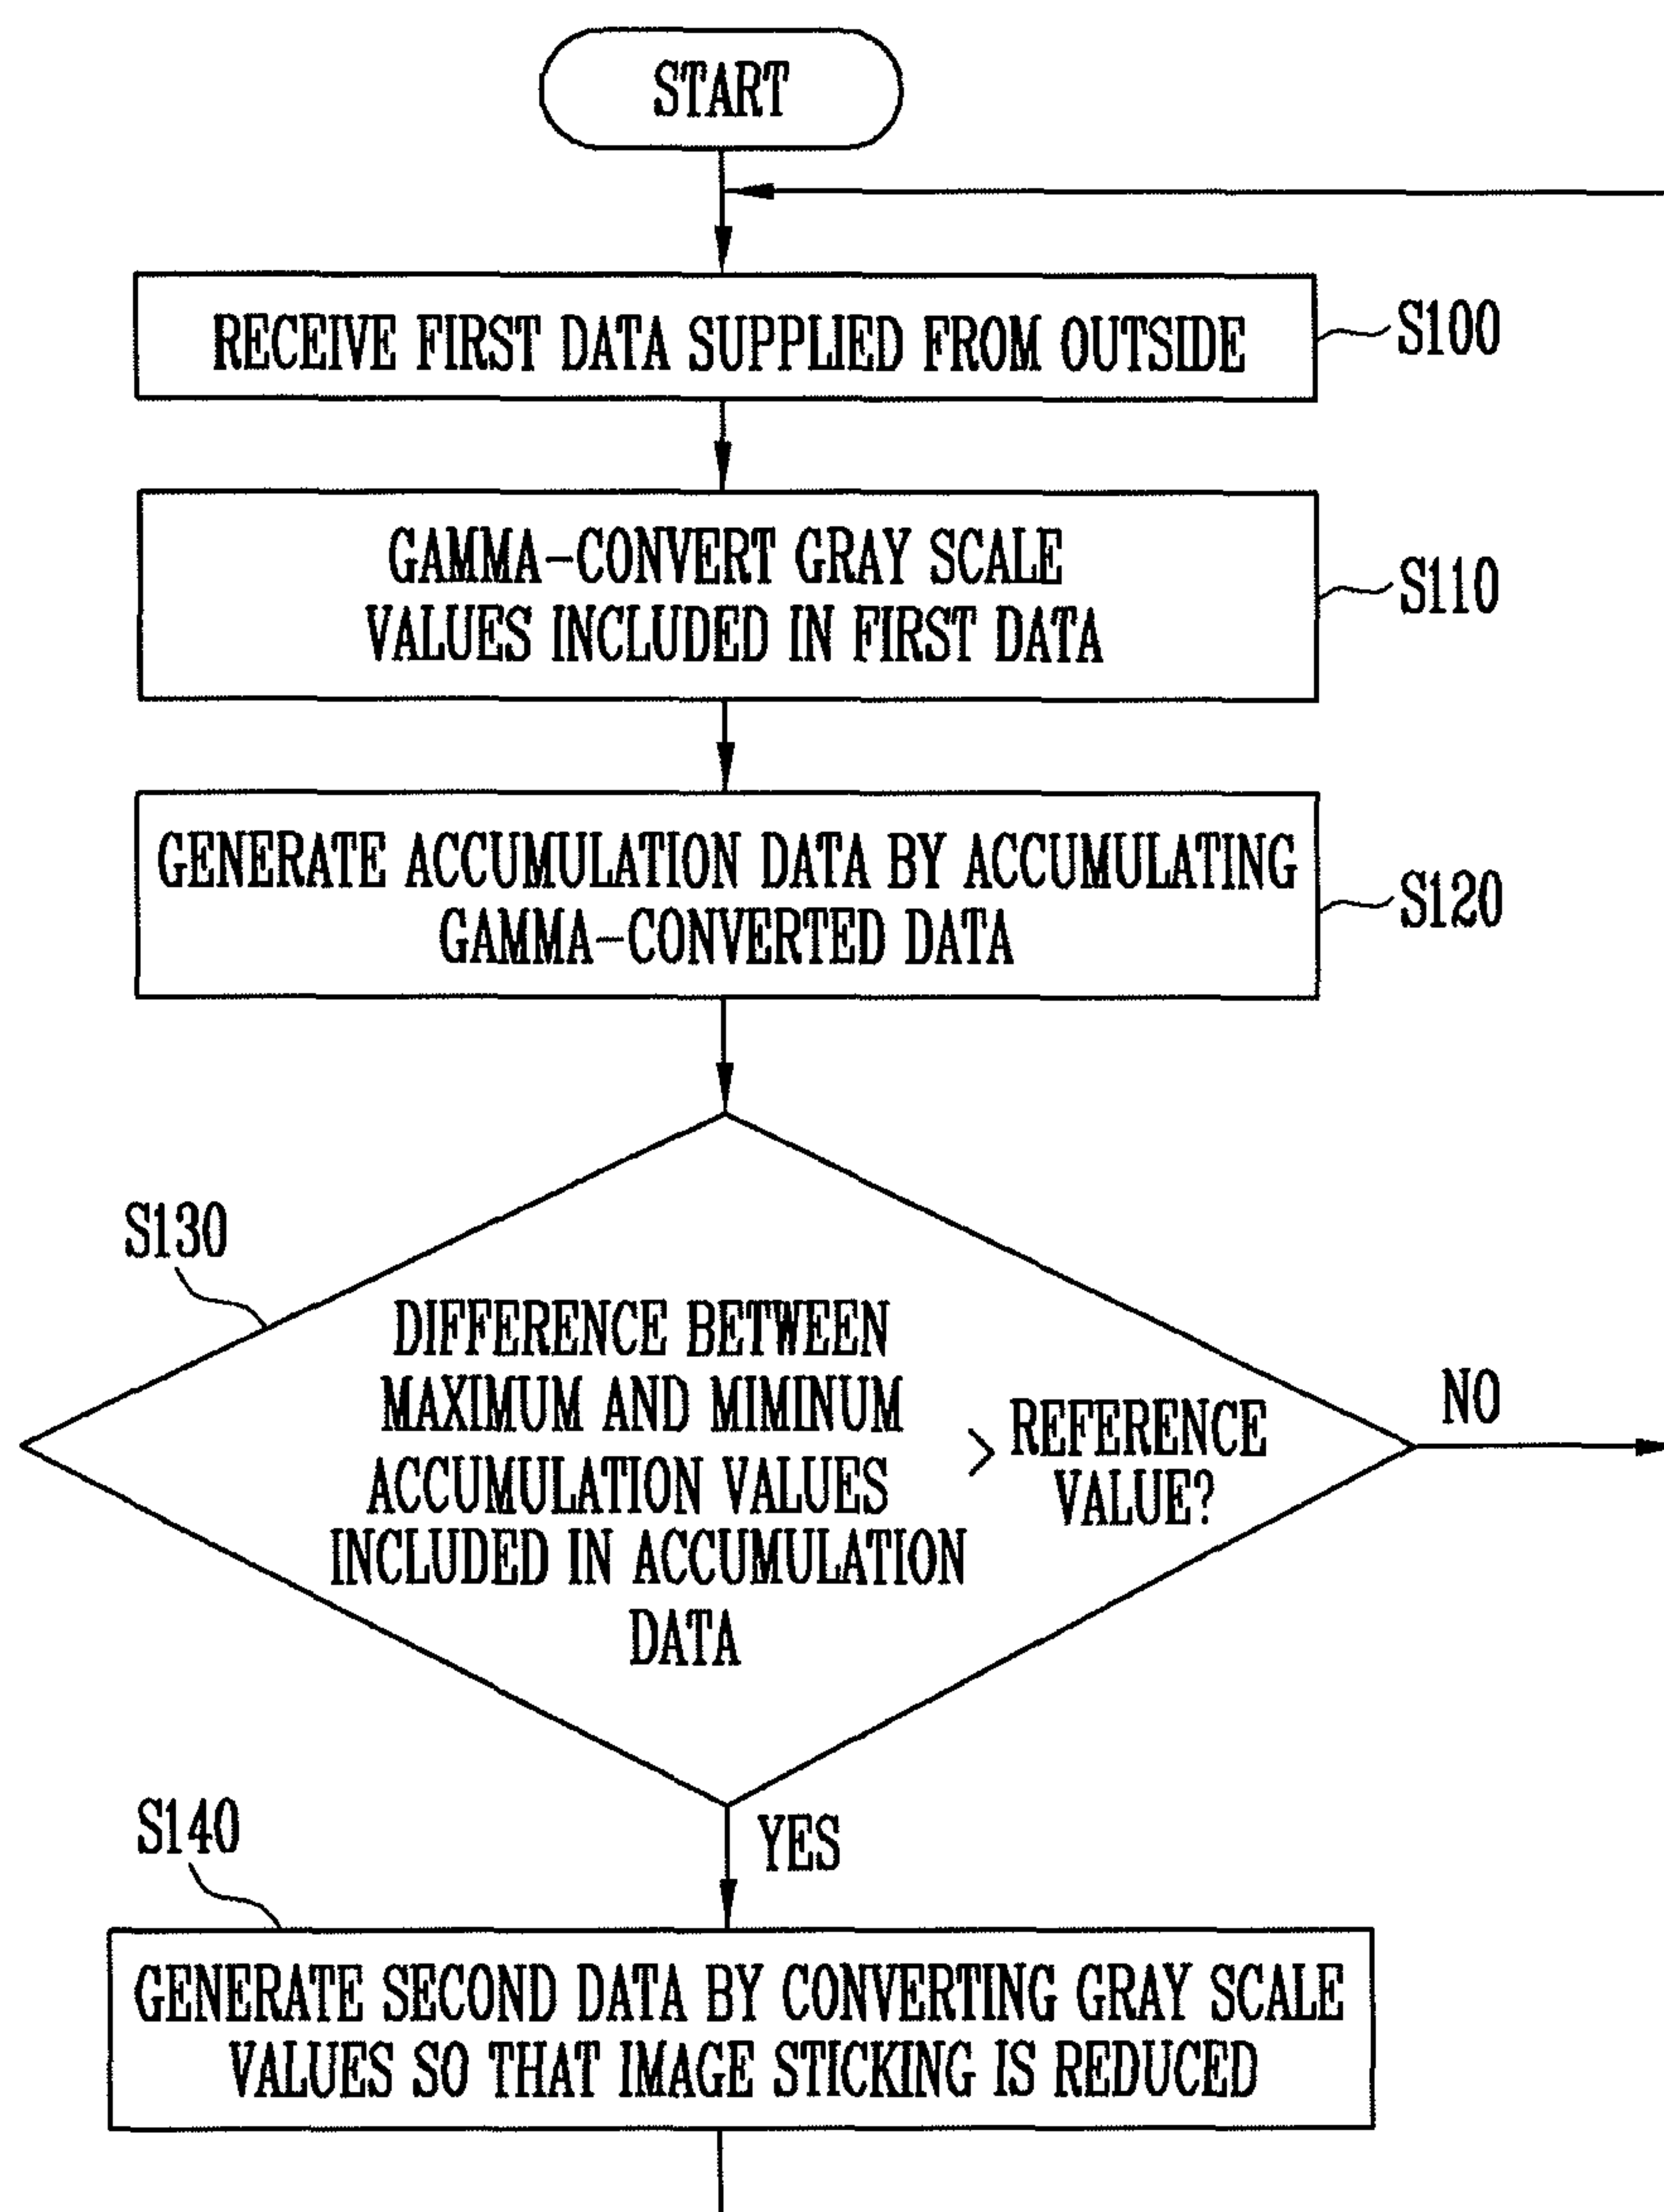 START
RECEIVE FIRST DATA SUPPLIED FROM OUTSIDE
S100
GAMMA-CONVERT GRAY SCALE
VALUES INCLUDED IN FIRST DATA
S110
GENERATE ACCUMULATION DATA BY ACCUMULATING
GAMMA-CONVERTED DATA
S120
S130
DIFFERENCE BETWEEN
MAXIMUM AND MIMINUM
ACCUMULATION VALUES
INCLUDED IN ACCUMULATION
DATA
> REFERENCE
VALUE?
NO
YES
S140
GENERATE SECOND DATA BY CONVERTING GRAY SCALE
VALUES SO THAT IMAGE STICKING IS REDUCED